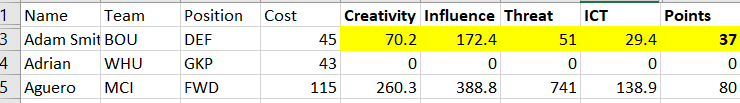 1 Name Team Position Cost Creativity Influence Threat ICT Points
3 Adam Smit BOU DEF 45 70.2 172.4 51 29.4 37
4 Adrian WHU GKP 43 0 0 0 0 0
5 Aguero MCI FWD 115 260.3 388.8 741 138.9 80